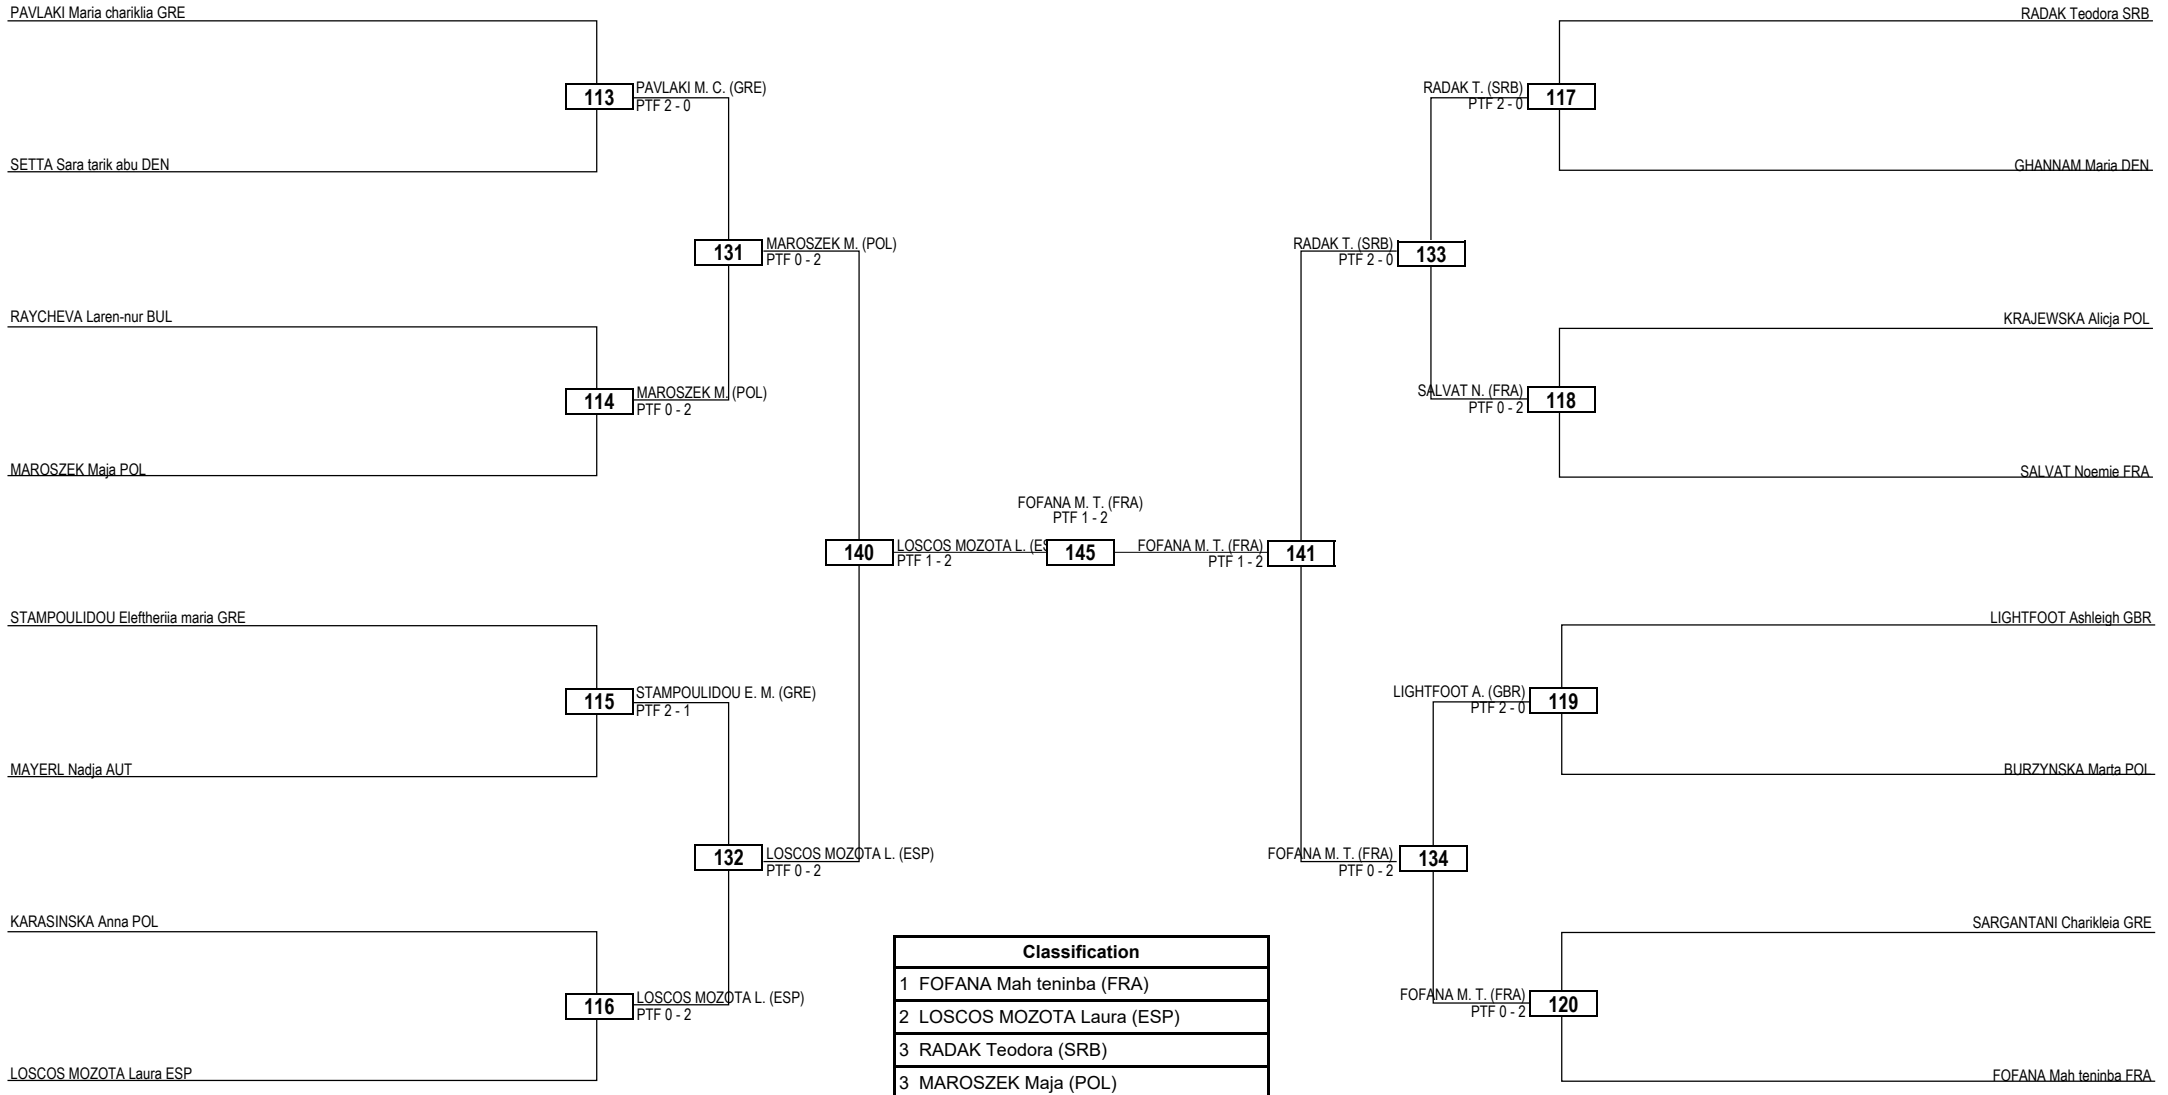 PAVLAKI Maria chariklia GRE
RADAK Teodora SRB
113
PAVLAKI M. C. (GRE)
PTF 2 - 0
RADAK T. (SRB)
PTF 2 - 0
117
SETTA Sara tarik abu DEN
GHANNAM Maria DEN
131
MAROSZEK M. (POL)
PTF 0 - 2
RADAK T. (SRB)
PTF 2 - 0
133
RAYCHEVA Laren-nur BUL
KRAJEWSKA Alicja POL
114
MAROSZEK M. (POL)
PTF 0 - 2
SALVAT N. (FRA)
PTF 0 - 2
118
MAROSZEK Maja POL
SALVAT Noemie FRA
FOFANA M. T. (FRA)
PTF 1 - 2
140
LOSCOS MOZOTA L. (ES
PTF 1 - 2
145
FOFANA M. T. (FRA)
PTF 1 - 2
141
STAMPOULIDOU Eleftheriia maria GRE
LIGHTFOOT Ashleigh GBR
115
STAMPOULIDOU E. M. (GRE)
PTF 2 - 1
LIGHTFOOT A. (GBR)
PTF 2 - 0
119
MAYERL Nadja AUT
BURZYNSKA Marta POL
132
LOSCOS MOZOTA L. (ESP)
PTF 0 - 2
FOFANA M. T. (FRA)
PTF 0 - 2
134
KARASINSKA Anna POL
SARGANTANI Charikleia GRE
116
LOSCOS MOZOTA L. (ESP)
PTF 0 - 2
FOFANA M. T. (FRA)
PTF 0 - 2
120
LOSCOS MOZOTA Laura ESP
FOFANA Mah teninba FRA
Classification
1 FOFANA Mah teninba (FRA)
2 LOSCOS MOZOTA Laura (ESP)
3 RADAK Teodora (SRB)
3 MAROSZEK Maja (POL)